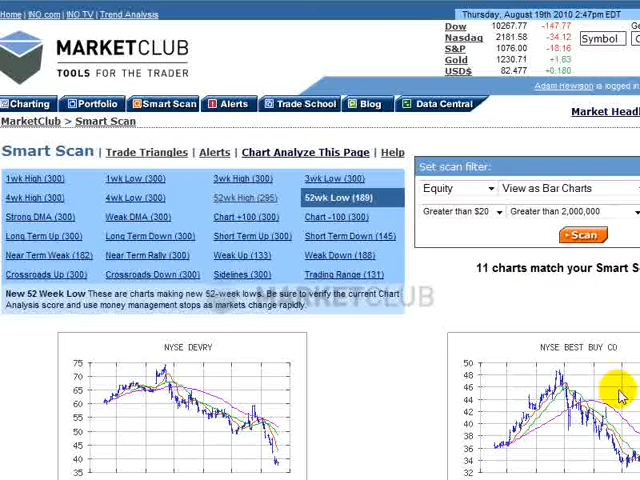 Home | INO.com | INO TV | Trend Analysis
Thursday, August 19th 2010 2:47pm EDT
MARKETCLUB
TOOLS FOR THE TRADER
Dow 10267.77 -147.77
Nasdaq 2181.58 -34.12
S&P 1076.00 -18.16
Gold 1230.71 +1.63
USD$ 82.477 +0.180
Symbol
Adam Hewison is logged in
Charting Portfolio Smart Scan Alerts Trade School Blog Data Central
Market Headl
MarketClub > Smart Scan
Smart Scan | Trade Triangles | Alerts | Chart Analyze This Page | Help
1wk High (300) 1wk Low (300) 3wk High (300) 3wk Low (300)
4wk High (300) 4wk Low (300) 52wk High (295) 52wk Low (189)
Strong DMA (300) Weak DMA (300) Chart +100 (300) Chart -100 (300)
Long Term Up (300) Long Term Down (300) Short Term Up (300) Short Term Down (145)
Near Term Weak (182) Near Term Rally (300) Weak Up (133) Weak Down (188)
Crossroads Up (300) Crossroads Down (300) Sidelines (300) Trading Range (131)
New 52 Week Low These are charts making new 52-week lows. Be sure to verify the current Chart
Analysis score and use money management stops as markets change rapidly.
Set scan filter:
Equity View as Bar Charts
Greater than $20 Greater than 2,000,000
Scan
11 charts match your Smart S
MARKETCLUB
NYSE DEVRY
75
70
65
60
55
50
45
40
35
NYSE BEST BUY CO
50
48
46
44
42
40
38
36
34
32